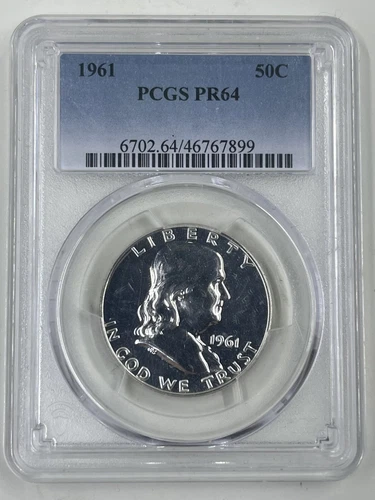 1961 50C
PCGS PR64
6702.64/46767899
LIBERTY
1961
IN GOD WE TRUST